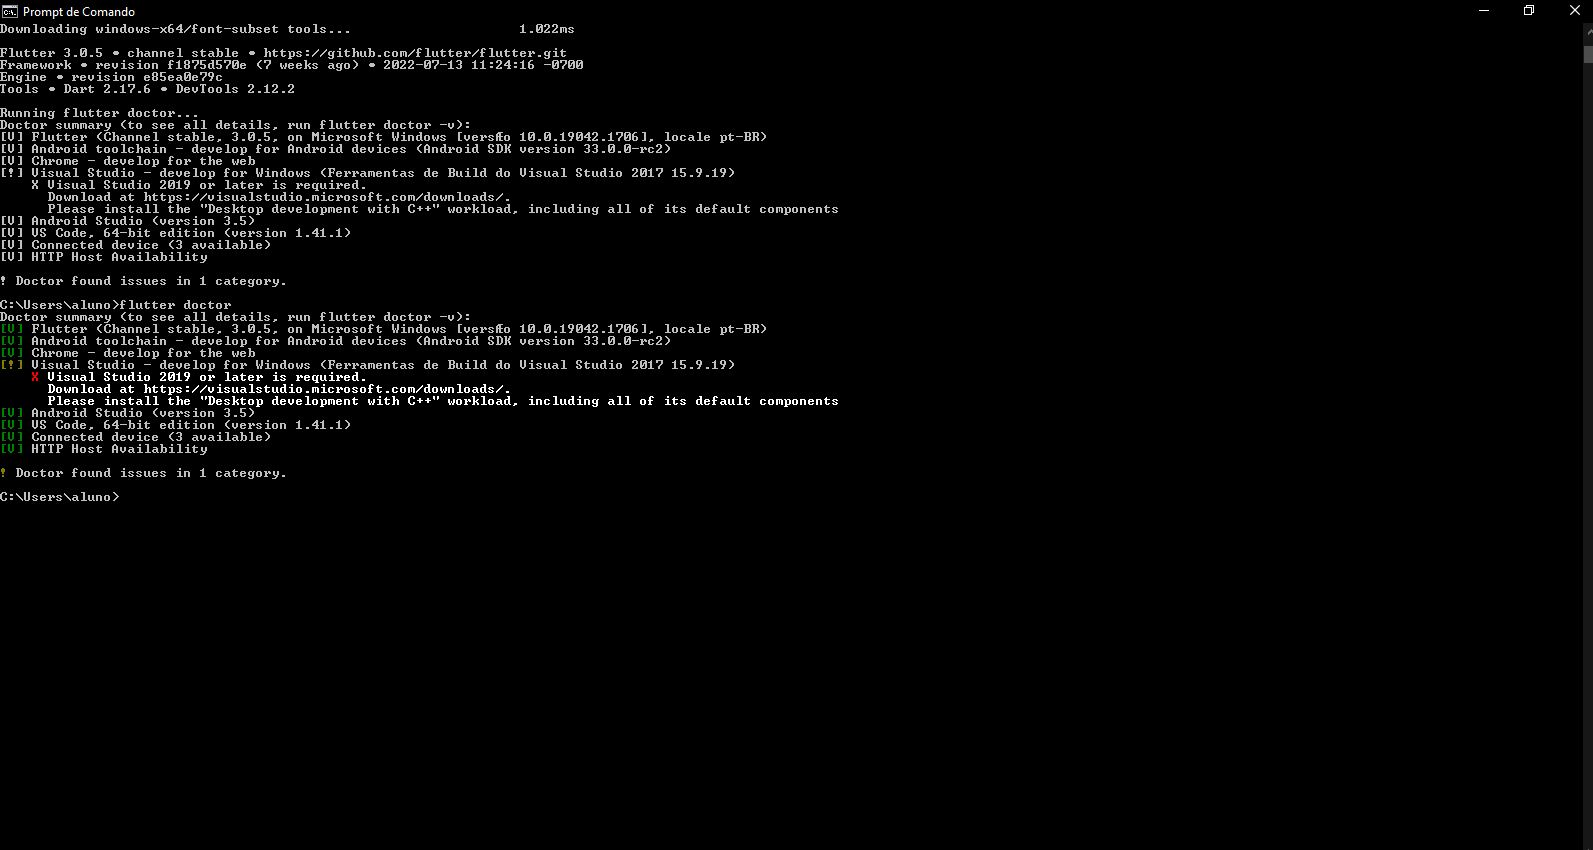 Prompt de Comando
Downloading windows-x64/font-subset tools... 1.022ms
Flutter 3.0.5 • channel stable • https://github.com/flutter/flutter.git
Framework • revision f1875d570e (7 weeks ago) • 2022-07-13 11:24:16 -0700
Engine • revision e85ea0e79c
Tools • Dart 2.17.6 • DevTools 2.12.2
Running flutter doctor...
Doctor summary (to see all details, run flutter doctor -v):
[V] Flutter (Channel stable, 3.0.5, on Microsoft Windows [versÆo 10.0.19042.1706], locale pt-BR)
[V] Android toolchain - develop for Android devices (Android SDK version 33.0.0-rc2)
[V] Chrome - develop for the web
[!] Visual Studio - develop for Windows (Ferramentas de Build do Visual Studio 2017 15.9.19)
X Visual Studio 2019 or later is required.
Download at https://visualstudio.microsoft.com/downloads/.
Please install the "Desktop development with C++" workload, including all of its default components
[V] Android Studio (version 3.5)
[V] VS Code, 64-bit edition (version 1.41.1)
[V] Connected device (3 available)
[V] HTTP Host Availability
! Doctor found issues in 1 category.
C:\Users\aluno>flutter doctor
Doctor summary (to see all details, run flutter doctor -v):
[V] Flutter (Channel stable, 3.0.5, on Microsoft Windows [versÆo 10.0.19042.1706], locale pt-BR)
[V] Android toolchain - develop for Android devices (Android SDK version 33.0.0-rc2)
[V] Chrome - develop for the web
[!] Visual Studio - develop for Windows (Ferramentas de Build do Visual Studio 2017 15.9.19)
X Visual Studio 2019 or later is required.
Download at https://visualstudio.microsoft.com/downloads/.
Please install the "Desktop development with C++" workload, including all of its default components
[V] Android Studio (version 3.5)
[V] VS Code, 64-bit edition (version 1.41.1)
[V] Connected device (3 available)
[V] HTTP Host Availability
! Doctor found issues in 1 category.
C:\Users\aluno>